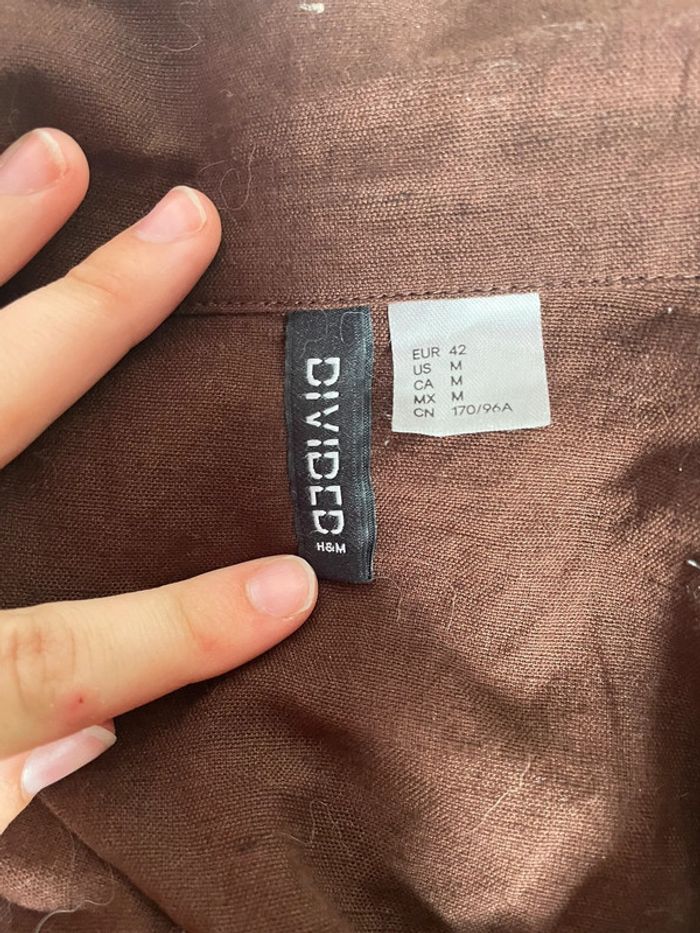 DIVIDED
H&M
EUR 42
US M
CA M
MX M
CN 170/96A